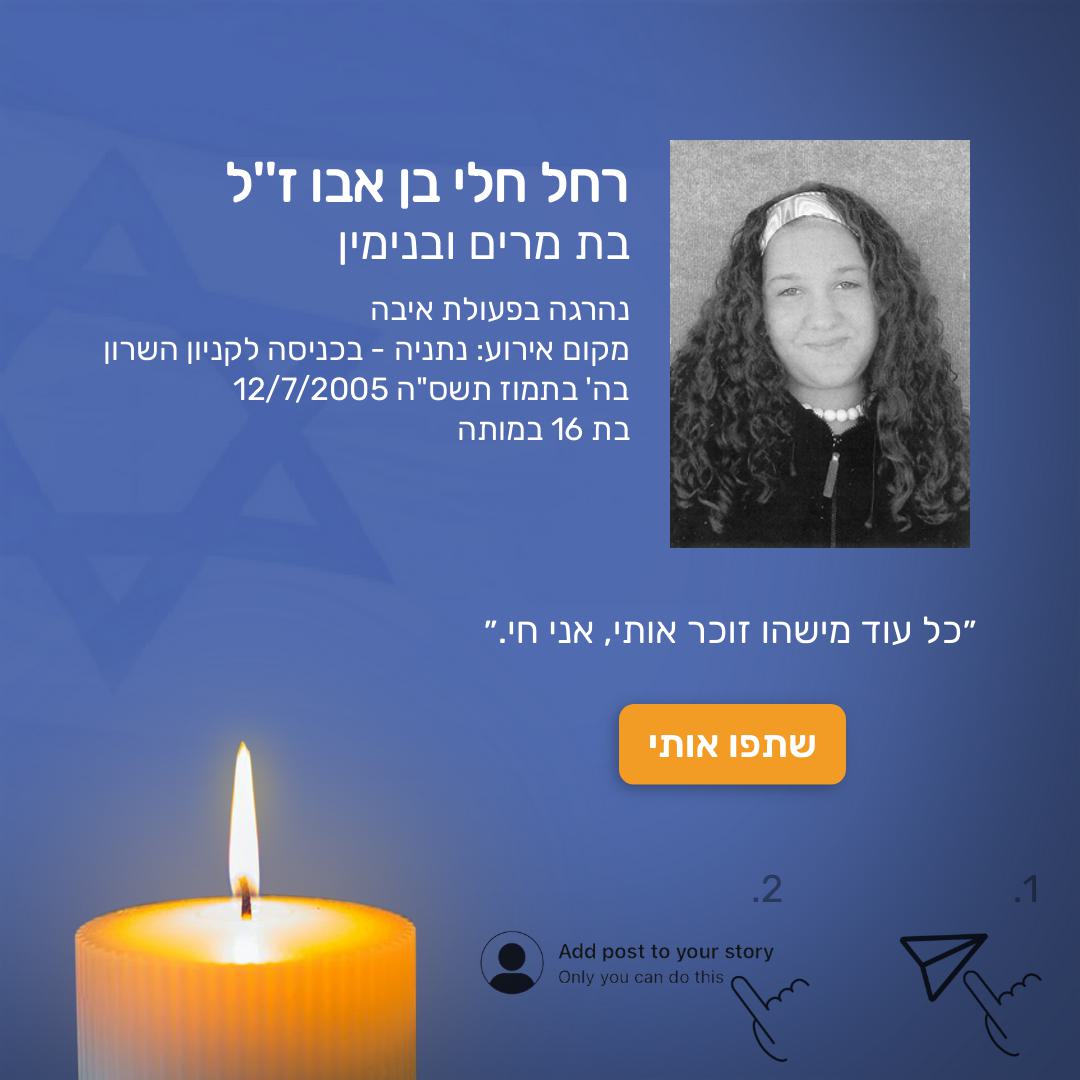 רחל חלי בן אבו ז"ל
בת מרים ובנימין
נהרגה בפעולת איבה
מקום אירוע: נתניה - בכניסה לקניון השרון
בה' בתמוז תשס"ה 12/7/2005
בת 16 במותה
״כל עוד מישהו זוכר אותי, אני חי.״
שתפו אותי
1.
2.
Add post to your story
Only you can do this